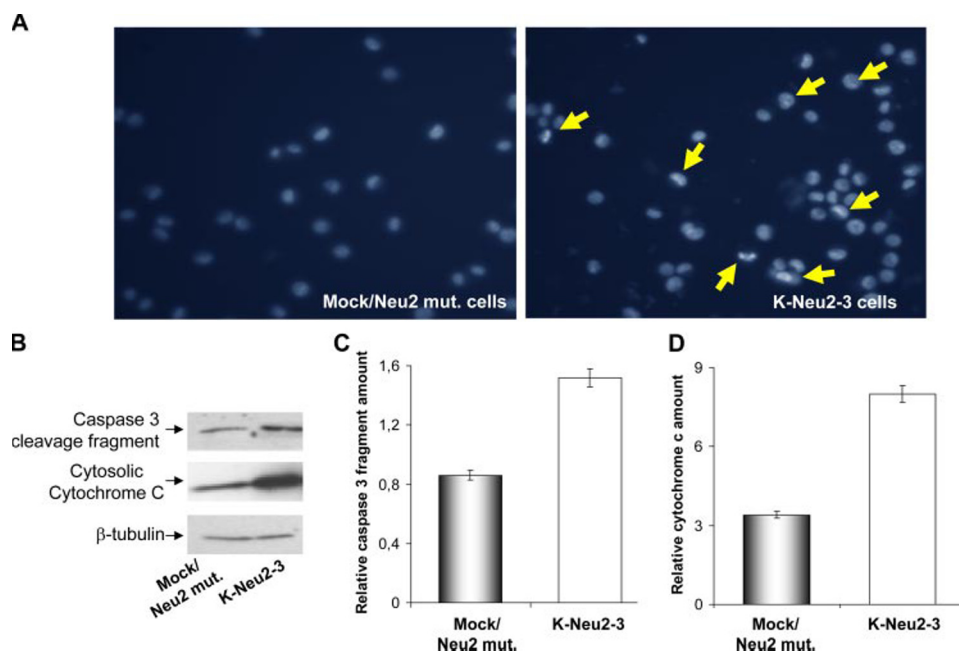 A
Mock/Neu2 mut. cells
K-Neu2-3 cells
B
Caspase 3
cleavage fragment
Cytosolic
Cytochrome C
β-tubulin
Mock/
Neu2 mut.
K-Neu2-3
C
Relative caspase 3 fragment amount
1,6
1,2
0,8
0,4
0
Mock/
Neu2 mut.
K-Neu2-3
D
Relative cytochrome c amount
9
6
3
0
Mock/
Neu2 mut.
K-Neu2-3